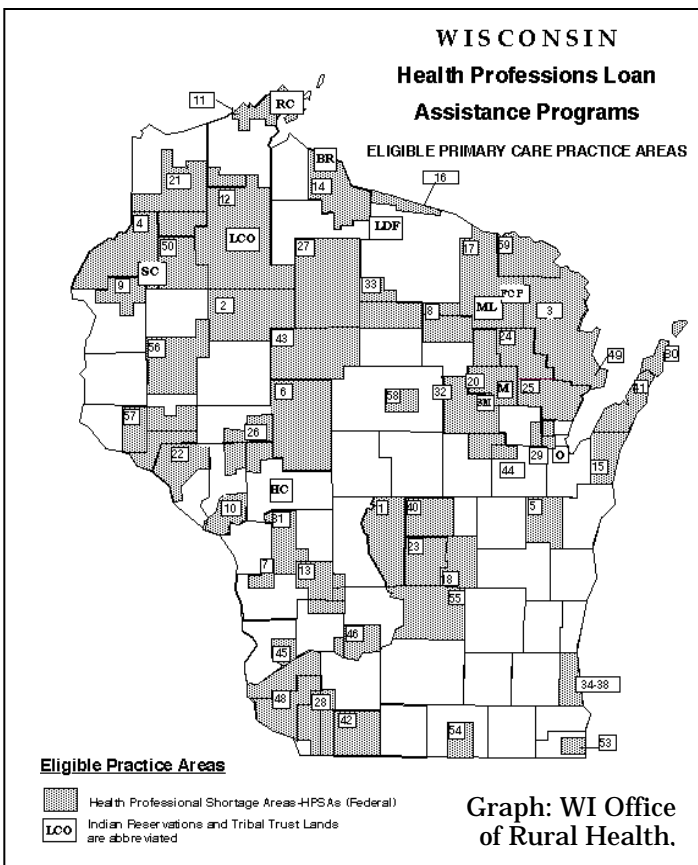 WISCONSIN
Health Professions Loan
Assistance Programs
ELIGIBLE PRIMARY CARE PRACTICE AREAS
11
RC
16
BR
14
21
12
LDF
4
50
LCO
27
17
59
SC
9
33
FCP
2
8
ML
3
43
24
49
56
80
6
58
32
20
M
25
41
57
26
22
29
O
44
15
HC
10
1
40
5
31
23
7
13
18
55
46
45
34-38
48
28
42
54
53
Eligible Practice Areas
Health Professional Shortage Areas-HPSAs (Federal)
LCO
Indian Reservations and Tribal Trust Lands
are abbreviated
Graph: WI Office
of Rural Health.